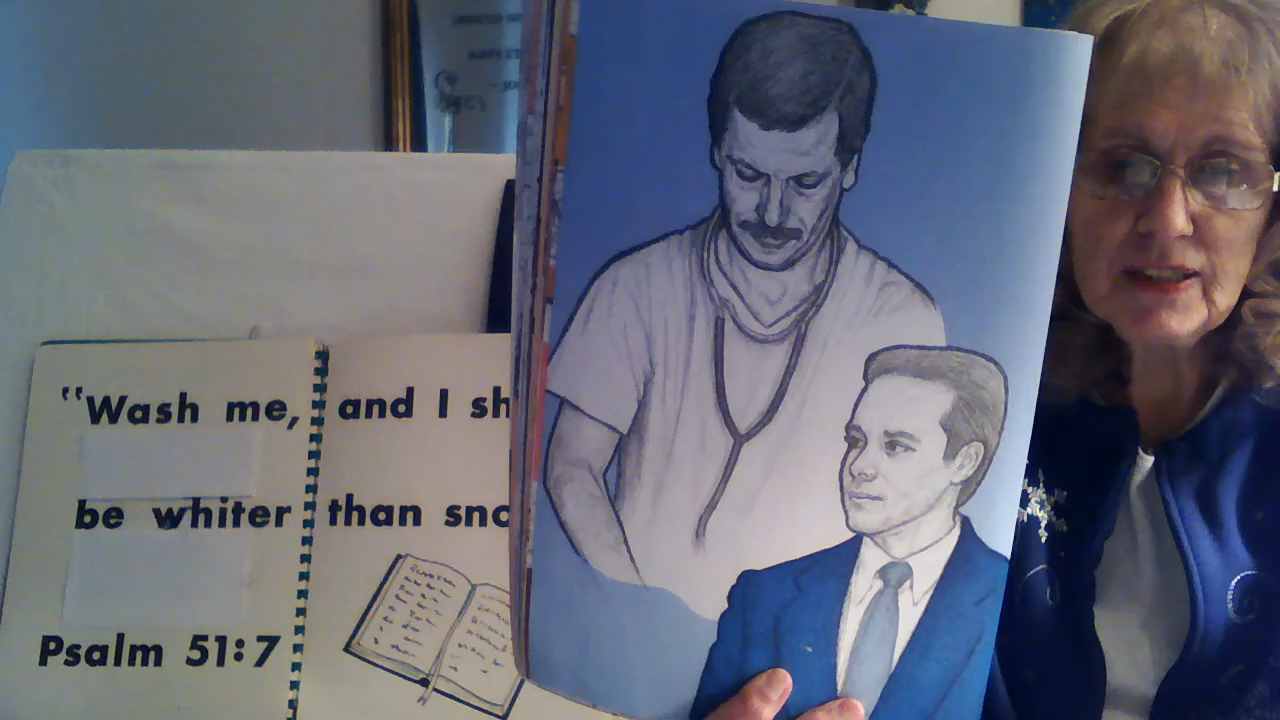 "Wash me, and I sh
be whiter than sno
Psalm 51:7